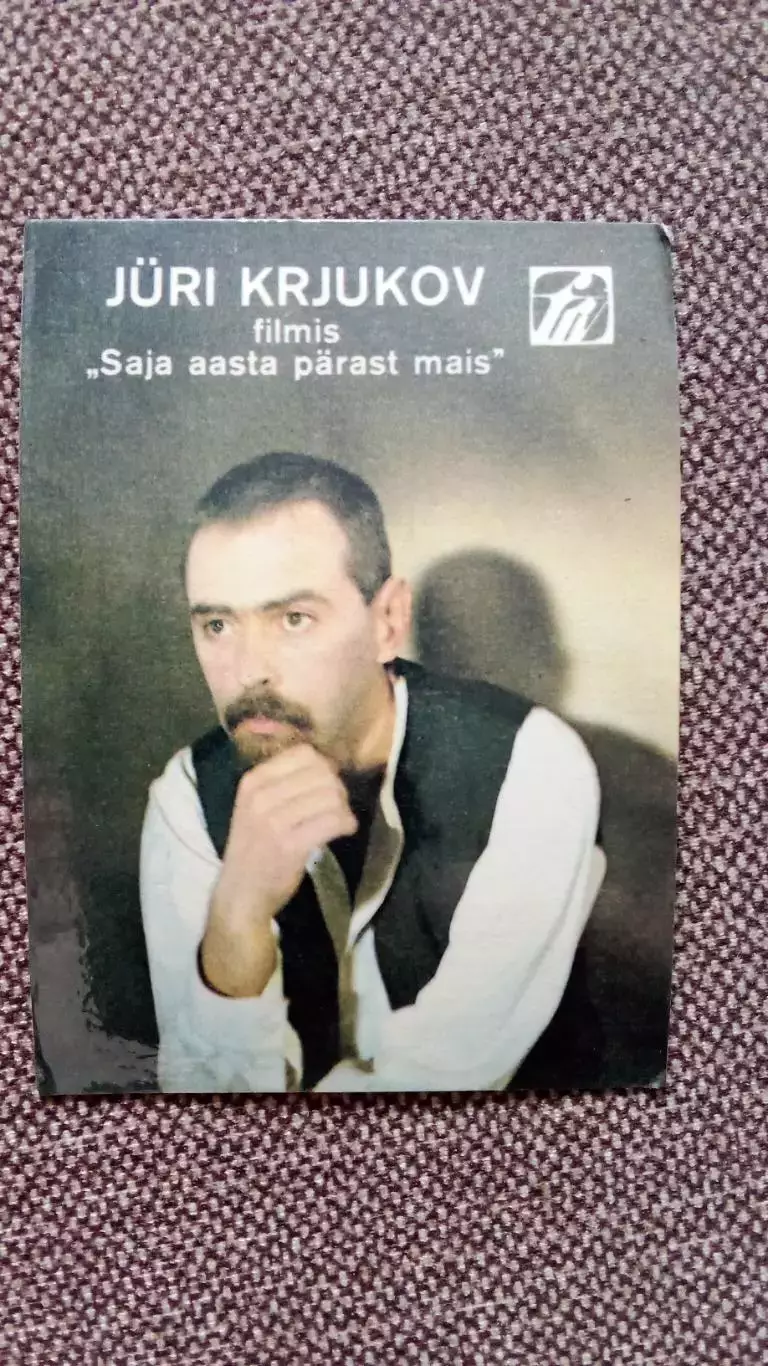 JÜRI KRJUKOV
filmis
„Saja aasta pärast mais”